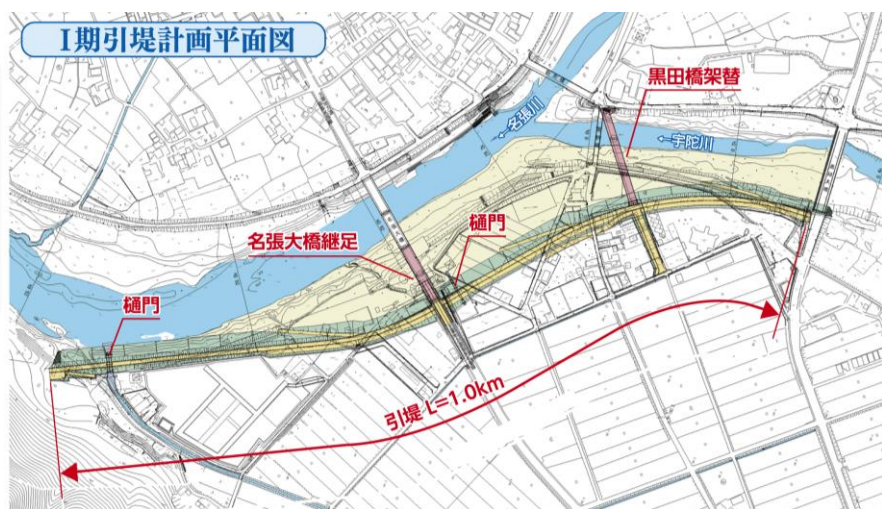 I期引堤計画平面図
黒田橋架替
←名張川
←宇陀川
樋門
名張大橋継足
樋門
引堤 L=1.0km